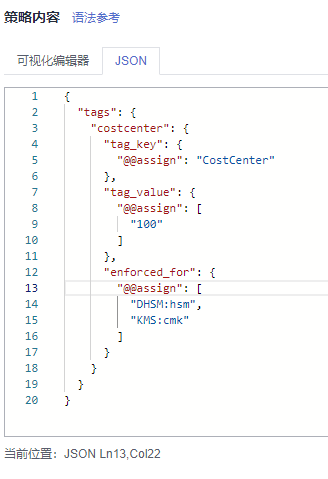 策略内容 语法参考
可视化编辑器 JSON
1 {
2 "tags": {
3 "costcenter": {
4 "tag_key": {
5 "@@assign": "CostCenter"
6 },
7 "tag_value": {
8 "@@assign": [
9 "100"
10 ]
11 },
12 "enforced_for": {
13 "@@assign": [
14 "DHSM:hsm",
15 "KMS:cmk"
16 ]
17 }
18 }
19 }
20 }
当前位置：JSON Ln13,Col22